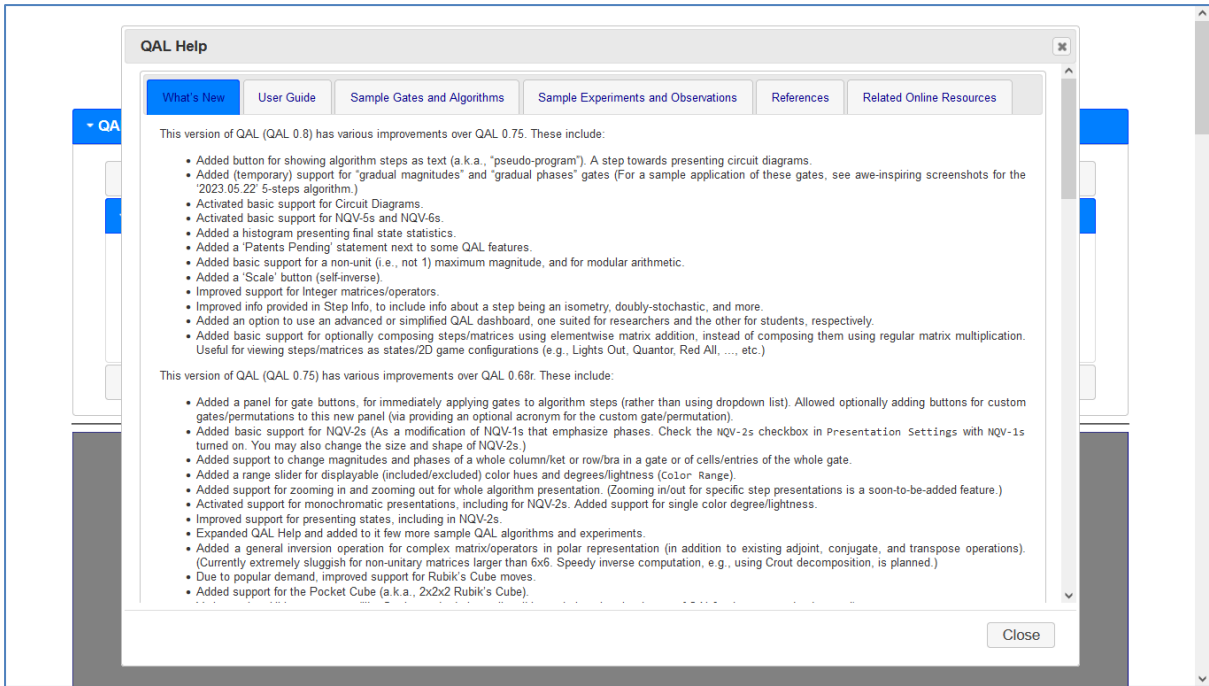 QAL Help
What's New
User Guide
Sample Gates and Algorithms
Sample Experiments and Observations
References
Related Online Resources
QA
This version of QAL (QAL 0.8) has various improvements over QAL 0.75. These include:
• Added button for showing algorithm steps as text (a.k.a., "pseudo-program"). A step towards presenting circuit diagrams.
• Added (temporary) support for "gradual magnitudes" and "gradual phases" gates (For a sample application of these gates, see awe-inspiring screenshots for the
'2023.05.22' 5-steps algorithm.)
• Activated basic support for Circuit Diagrams.
• Activated basic support for NQV-5s and NQV-6s.
• Added a histogram presenting final state statistics.
• Added a 'Patents Pending' statement next to some QAL features.
• Added basic support for a non-unit (i.e., not 1) maximum magnitude, and for modular arithmetic.
• Added a 'Scale' button (self-inverse).
• Improved support for Integer matrices/operators.
• Improved info provided in Step Info, to include info about a step being an isometry, doubly-stochastic, and more.
• Added an option to use an advanced or simplified QAL dashboard, one suited for researchers and the other for students, respectively.
• Added basic support for optionally composing steps/matrices using elementwise matrix addition, instead of composing them using regular matrix multiplication.
Useful for viewing steps/matrices as states/2D game configurations (e.g., Lights Out, Quantor, Red All, ..., etc.)
This version of QAL (QAL 0.75) has various improvements over QAL 0.68r. These include:
• Added a panel for gate buttons, for immediately applying gates to algorithm steps (rather than using dropdown list). Allowed optionally adding buttons for custom
gates/permutations to this new panel (via providing an optional acronym for the custom gate/permutation).
• Added basic support for NQV-2s (As a modification of NQV-1s that emphasize phases. Check the NQV-2s checkbox in Presentation Settings with NQV-1s
turned on. You may also change the size and shape of NQV-2s.)
• Added support to change magnitudes and phases of a whole column/ket or row/bra in a gate or of cells/entries of the whole gate.
• Added a range slider for displayable (included/excluded) color hues and degrees/lightness (Color Range).
• Added support for zooming in and zooming out for whole algorithm presentation. (Zooming in/out for specific step presentations is a soon-to-be-added feature.)
• Activated support for monochromatic presentations, including for NQV-2s. Added support for single color degree/lightness.
• Improved support for presenting states, including in NQV-2s.
• Expanded QAL Help and added to it few more sample QAL algorithms and experiments.
• Added a general inversion operation for complex matrix/operators in polar representation (in addition to existing adjoint, conjugate, and transpose operations).
(Currently extremely sluggish for non-unitary matrices larger than 6x6. Speedy inverse computation, e.g., using Crout decomposition, is planned.)
• Due to popular demand, improved support for Rubik's Cube moves.
• Added support for the Pocket Cube (a.k.a., 2x2x2 Rubik's Cube).
Close